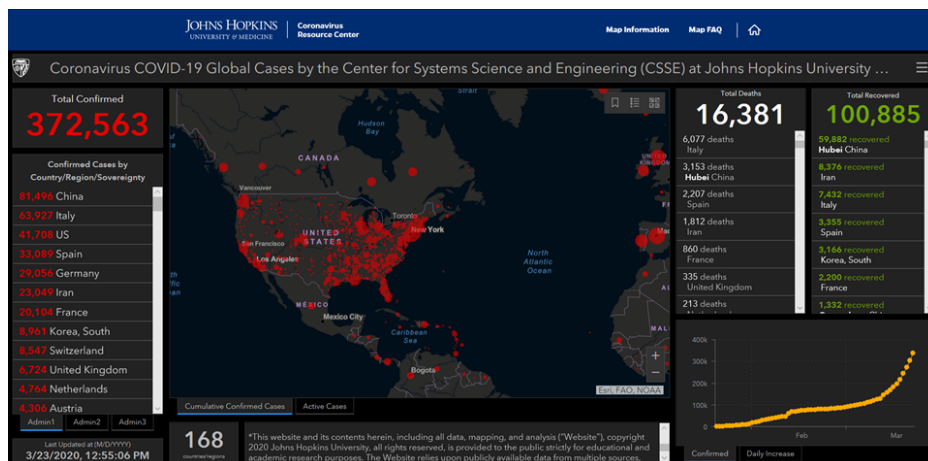 JOHNS HOPKINS
UNIVERSITY & MEDICINE
Coronavirus
Resource Center
Map Information
Map FAQ
Coronavirus COVID-19 Global Cases by the Center for Systems Science and Engineering (CSSE) at Johns Hopkins University ...
Total Confirmed
372,563
Confirmed Cases by
Country/Region/Sovereignty
81,496 China
63,927 Italy
41,708 US
33,089 Spain
29,056 Germany
23,049 Iran
20,104 France
8,961 Korea, South
8,547 Switzerland
6,724 United Kingdom
4,764 Netherlands
4,306 Austria
Admin1
Admin2
Admin3
Last Updated at (M/D/YYYY)
3/23/2020, 12:55:06 PM
Strait
Hudson
Bay
CANADA
Vancouver
Toronto
New York
UNITED
STATES
San Francisco
Los Angeles
North
Atlantic
Ocean
MÉXICO
Mexico City
Caribbean
Sea
Bogota
UNITED
KINGDOM
+
−
Esri, FAO, NOAA
Cumulative Confirmed Cases
Active Cases
168
countries/regions
*This website and its contents herein, including all data, mapping, and analysis ("Website"), copyright
2020 Johns Hopkins University, all rights reserved, is provided to the public strictly for educational and
academic research purposes. The Website relies upon publicly available data from multiple sources,
Total Deaths
16,381
6,077 deaths
Italy
3,153 deaths
Hubei China
2,207 deaths
Spain
1,812 deaths
Iran
860 deaths
France
335 deaths
United Kingdom
213 deaths
Total Recovered
100,885
59,882 recovered
Hubei China
8,376 recovered
Iran
7,432 recovered
Italy
3,355 recovered
Spain
3,166 recovered
Korea, South
2,200 recovered
France
1,332 recovered
400k
300k
200k
100k
0
Feb
Mar
Confirmed
Daily Increase